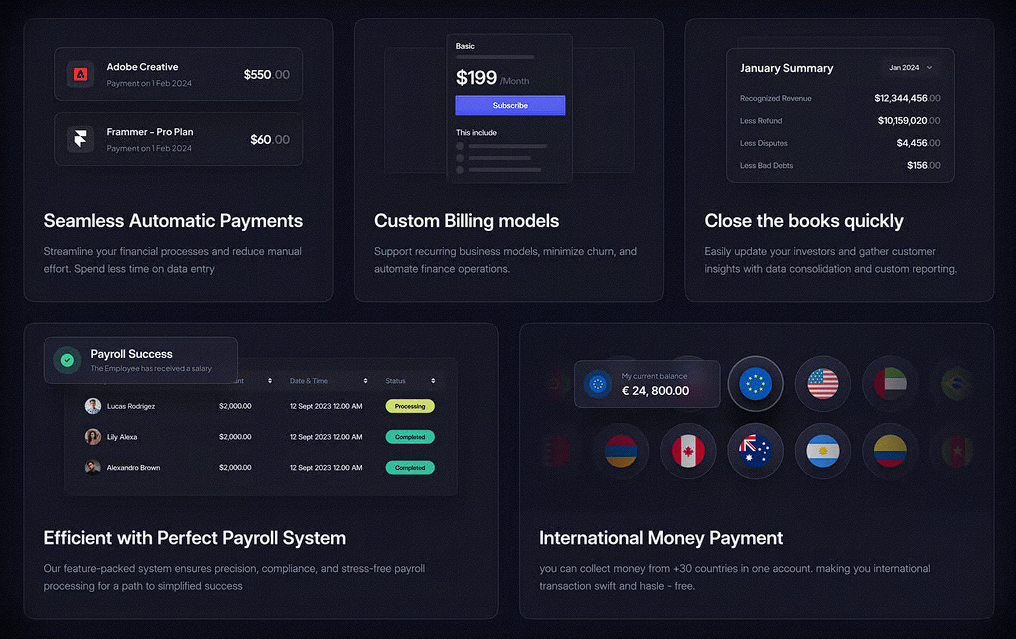 Adobe Creative
Payment on 1 Feb 2024
$550.00
Frammer - Pro Plan
Payment on 1 Feb 2024
$60.00
Seamless Automatic Payments
Streamline your financial processes and reduce manual
effort. Spend less time on data entry
Basic
$199 /Month
Subscribe
This include
Custom Billing models
Support recurring business models, minimize churn, and
automate finance operations.
January Summary
Jan 2024
Recognized Revenue $12,344,456.00
Less Refund $10,159,020.00
Less Disputes $4,456.00
Less Bad Debts $156.00
Close the books quickly
Easily update your investors and gather customer
insights with data consolidation and custom reporting.
Payroll Success
The Employee has received a salary
Date & Time Status
Lucas Rodrigez $2,000.00 12 Sept 2023 12.00 AM Processing
Lily Alexa $2,000.00 12 Sept 2023 12.00 AM Completed
Alexandro Brown $2,000.00 12 Sept 2023 12.00 AM Completed
Efficient with Perfect Payroll System
Our feature-packed system ensures precision, compliance, and stress-free payroll
processing for a path to simplified success
My current balance
€ 24, 800.00
International Money Payment
you can collect money from +30 countries in one account. making you international
transaction swift and hasle - free.